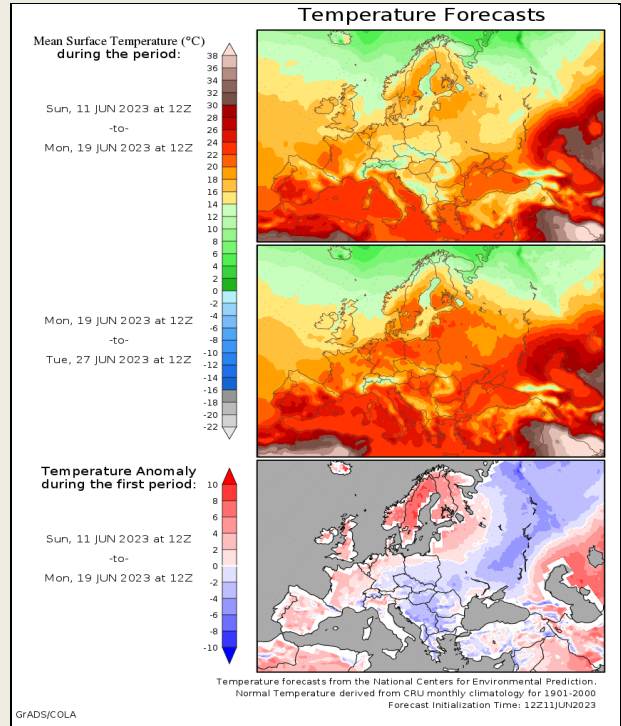 Temperature Forecasts
Mean Surface Temperature (°C)
during the period:
Sun, 11 JUN 2023 at 12Z
-to-
Mon, 19 JUN 2023 at 12Z
38
36
34
32
30
28
26
24
22
20
18
16
14
12
10
8
6
4
2
0
-2
-4
-6
-8
-10
-12
-14
-16
-18
-20
-22
Mon, 19 JUN 2023 at 12Z
-to-
Tue, 27 JUN 2023 at 12Z
Temperature Anomaly
during the first period:
Sun, 11 JUN 2023 at 12Z
-to-
Mon, 19 JUN 2023 at 12Z
10
8
6
4
2
0
-2
-4
-6
-8
-10
Temperature forecasts from the National Centers for Environmental Prediction.
Normal Temperature derived from CRU monthly climatology for 1901-2000
Forecast Initialization Time: 12Z11JUN2023
GrADS/COLA